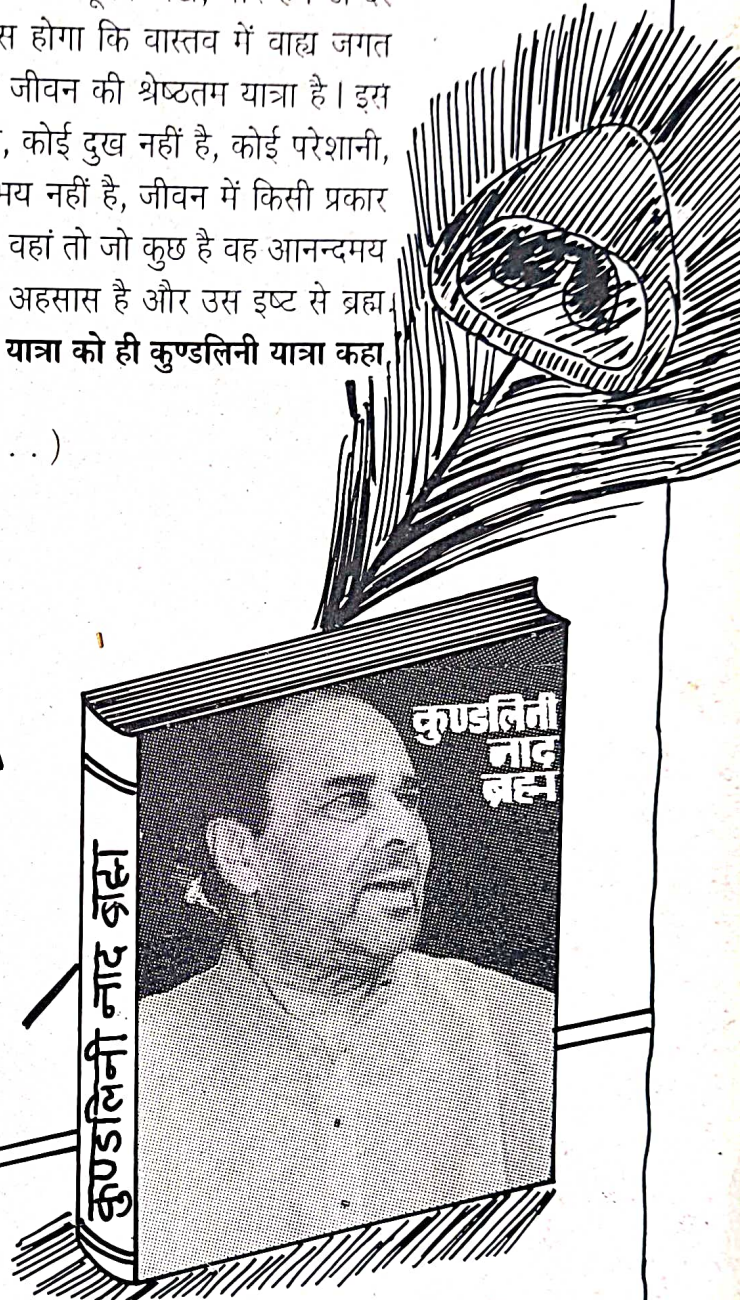 स होगा कि वास्तव में वाह्य जगत
जीवन की श्रेष्ठतम यात्रा है। इस
, कोई दुख नहीं है, कोई परेशानी,
भय नहीं है, जीवन में किसी प्रकार
वहां तो जो कुछ है वह आनन्दमय
अहसास है और उस इष्ट से ब्रह्म
यात्रा को ही कुण्डलिनी यात्रा कहा
. . )
कुण्डलिनी
नाद
ब्रह्म
कुण्डलिनी नाद ब्रह्म